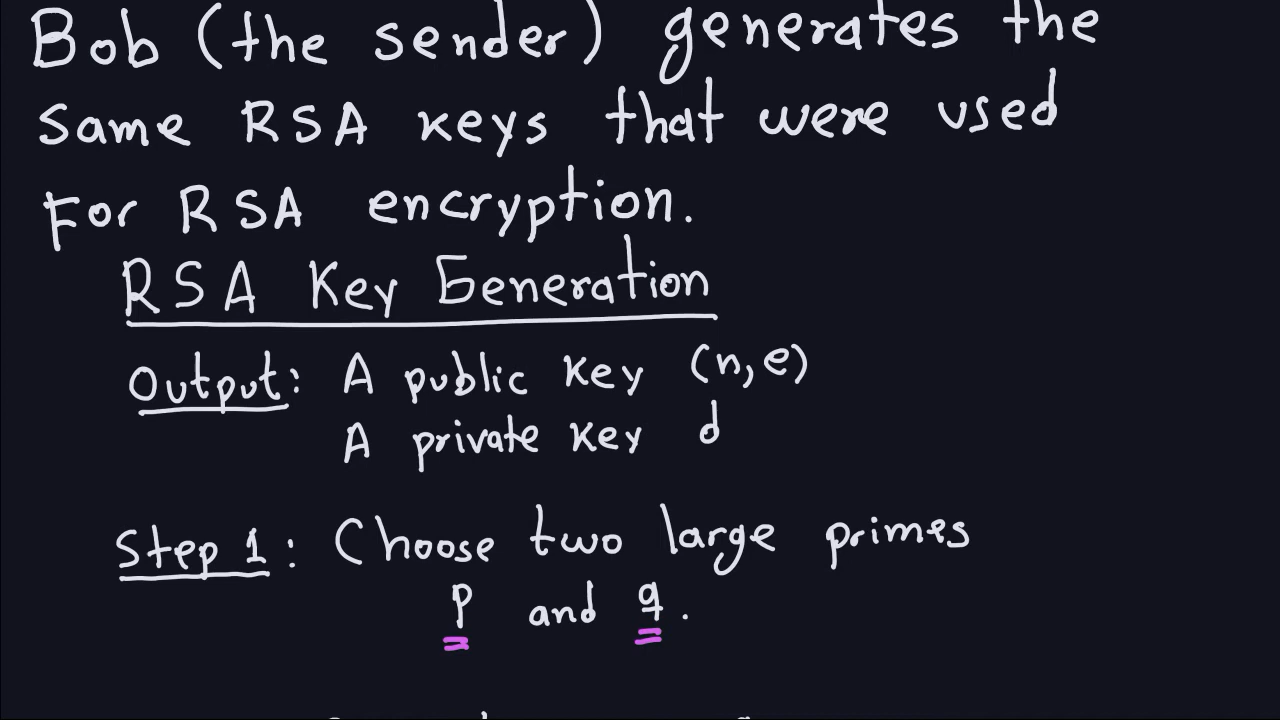 Bob (the sender) generates the
same RSA keys that were used
For RSA encryption.
RSA Key Generation
Output: A public key (n,e)
A private key d
Step 1: Choose two large primes
p and q.